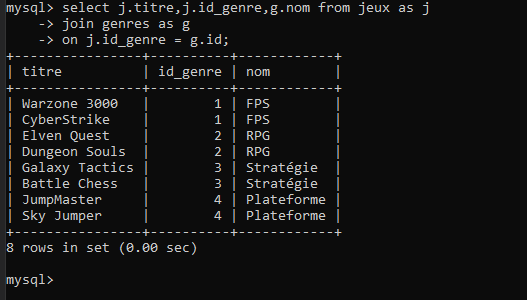 mysql> select j.titre,j.id_genre,g.nom from jeux as j
    -> join genres as g
    -> on j.id_genre = g.id;
+----------------+----------+------------+
| titre          | id_genre | nom        |
+----------------+----------+------------+
| Warzone 3000   |        1 | FPS        |
| CyberStrike    |        1 | FPS        |
| Elven Quest    |        2 | RPG        |
| Dungeon Souls  |        2 | RPG        |
| Galaxy Tactics |        3 | Stratégie  |
| Battle Chess   |        3 | Stratégie  |
| JumpMaster     |        4 | Plateforme |
| Sky Jumper     |        4 | Plateforme |
+----------------+----------+------------+
8 rows in set (0.00 sec)
mysql>